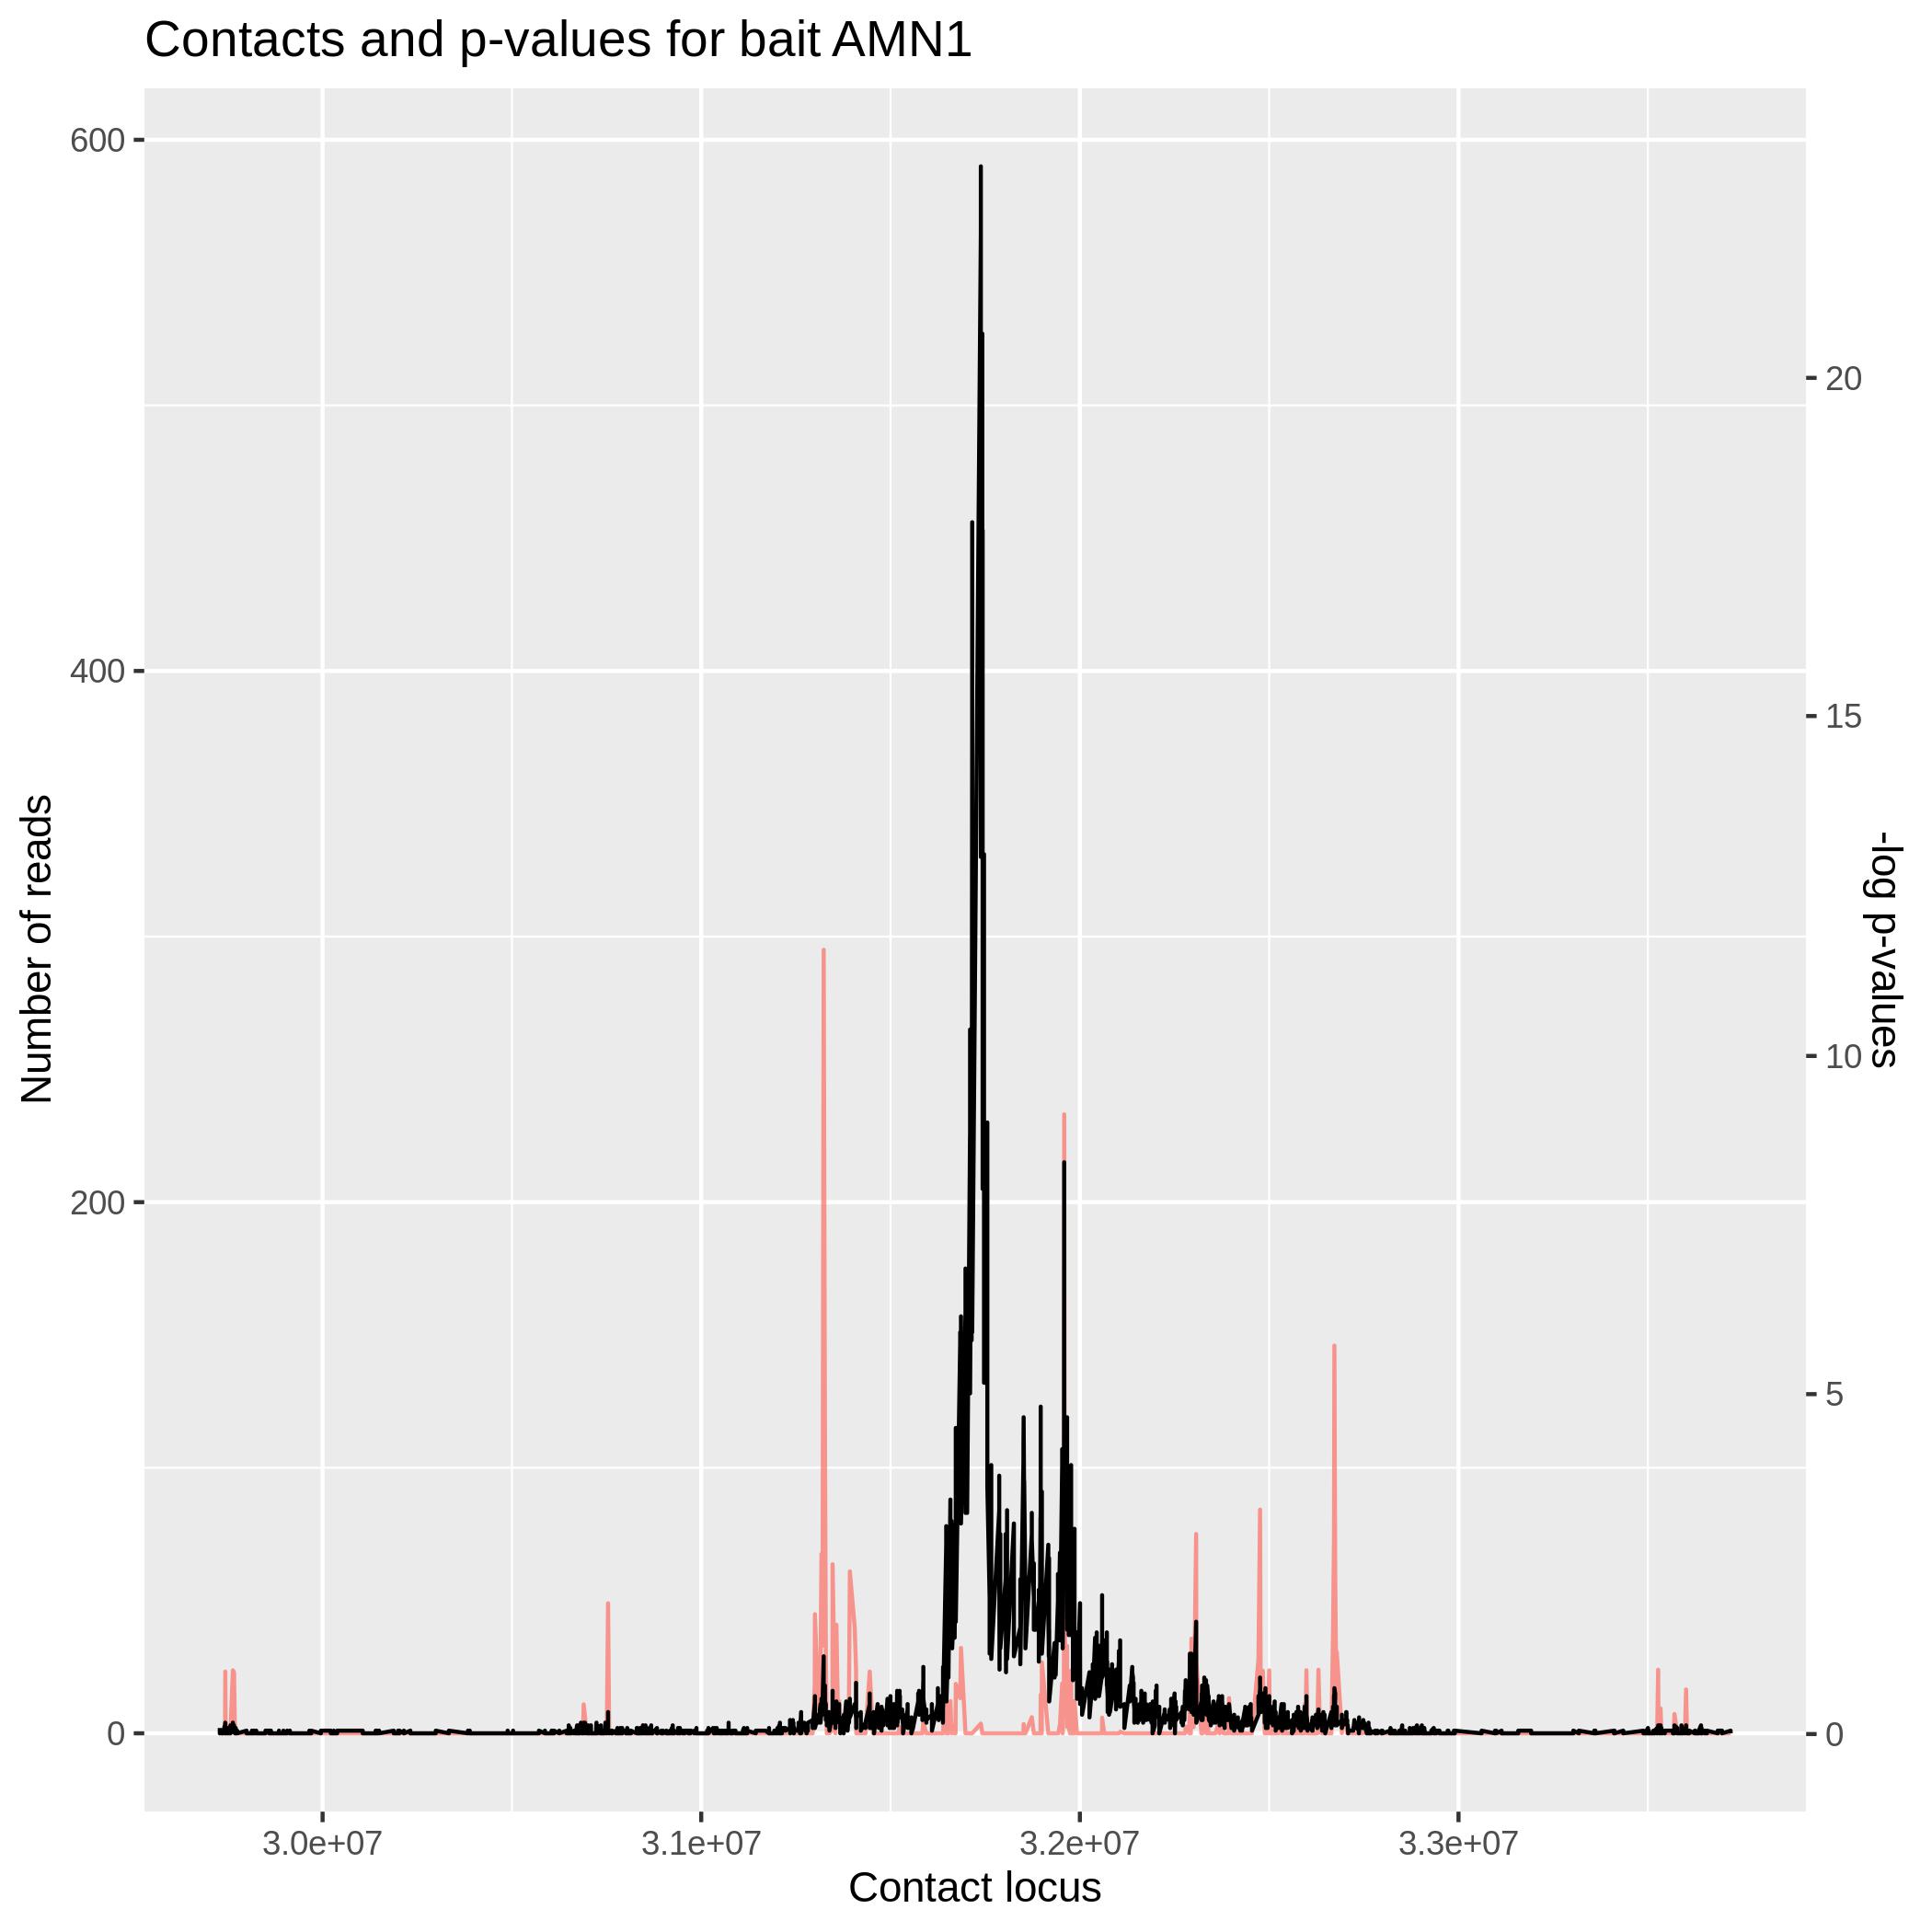 Contacts and p-values for bait AMN1
600
400
200
0
Number of reads
20
15
10
5
0
-log p-values
3.0e+07
3.1e+07
3.2e+07
3.3e+07
Contact locus